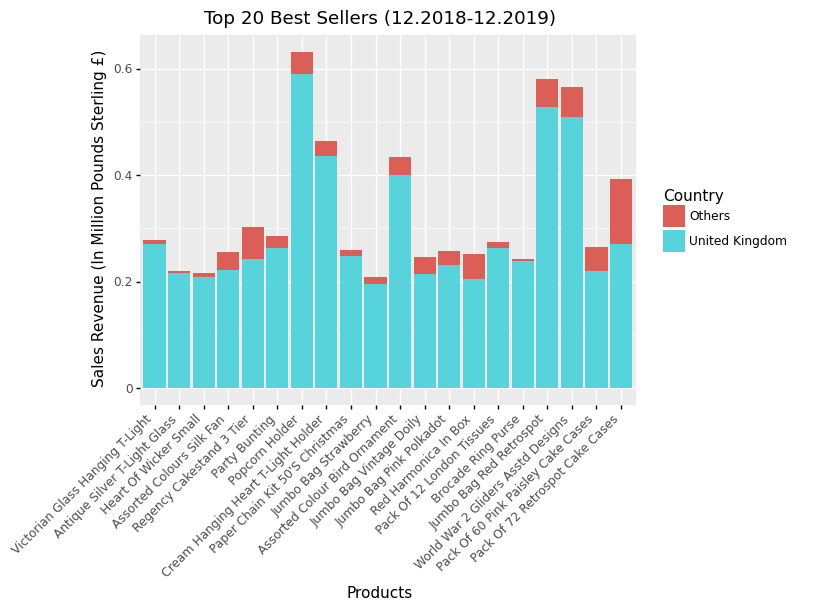 Top 20 Best Sellers (12.2018-12.2019)
Sales Revenue (In Million Pounds Sterling £)
0.6
0.4
0.2
0
Victorian Glass Hanging T-Light
Antique Silver T-Light Glass
Heart Of Wicker Small
Assorted Colours Silk Fan
Regency Cakestand 3 Tier
Party Bunting
Popcorn Holder
Cream Hanging Heart T-Light Holder
Paper Chain Kit 50'S Christmas
Jumbo Bag Strawberry
Assorted Colour Bird Ornament
Jumbo Bag Vintage Doily
Jumbo Bag Pink Polkadot
Red Harmonica In Box
Pack Of 12 London Tissues
Brocade Ring Purse
Jumbo Bag Red Retrospot
World War 2 Gliders Asstd Designs
Pack Of 60 Pink Paisley Cake Cases
Pack Of 72 Retrospot Cake Cases
Products
Country
Others
United Kingdom